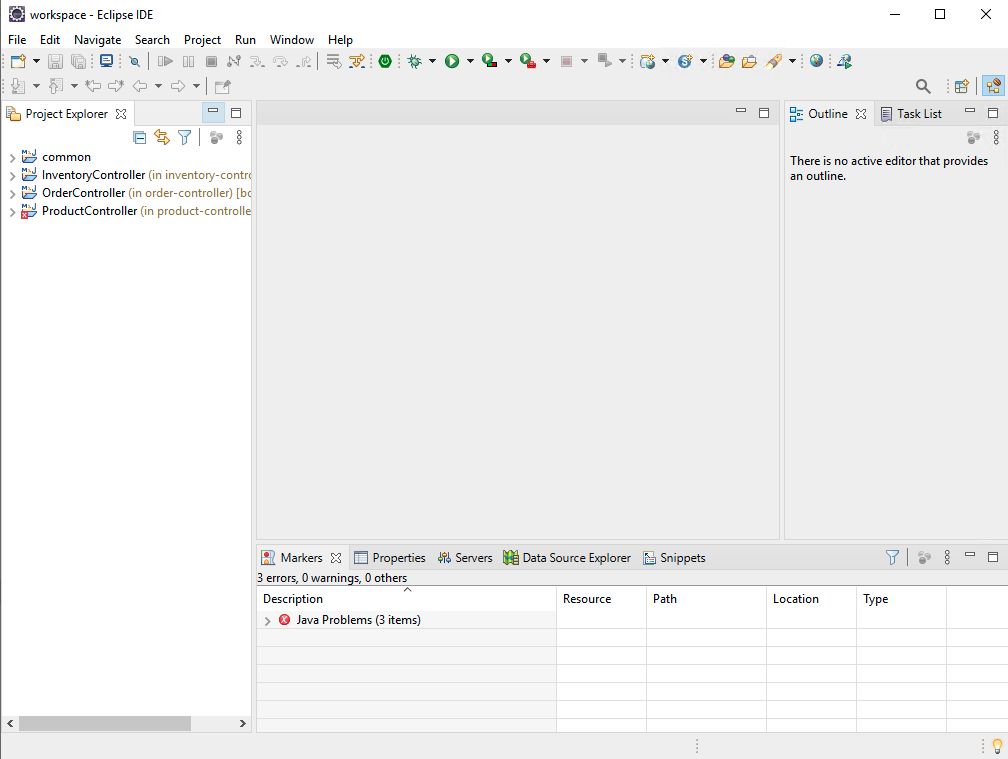 workspace - Eclipse IDE
File Edit Navigate Search Project Run Window Help
Project Explorer
common
InventoryController (in inventory-contro
OrderController (in order-controller) [bo
ProductController (in product-controlle
Outline
Task List
There is no active editor that provides
an outline.
Markers
Properties
Servers
Data Source Explorer
Snippets
3 errors, 0 warnings, 0 others
Description Resource Path Location Type
Java Problems (3 items)